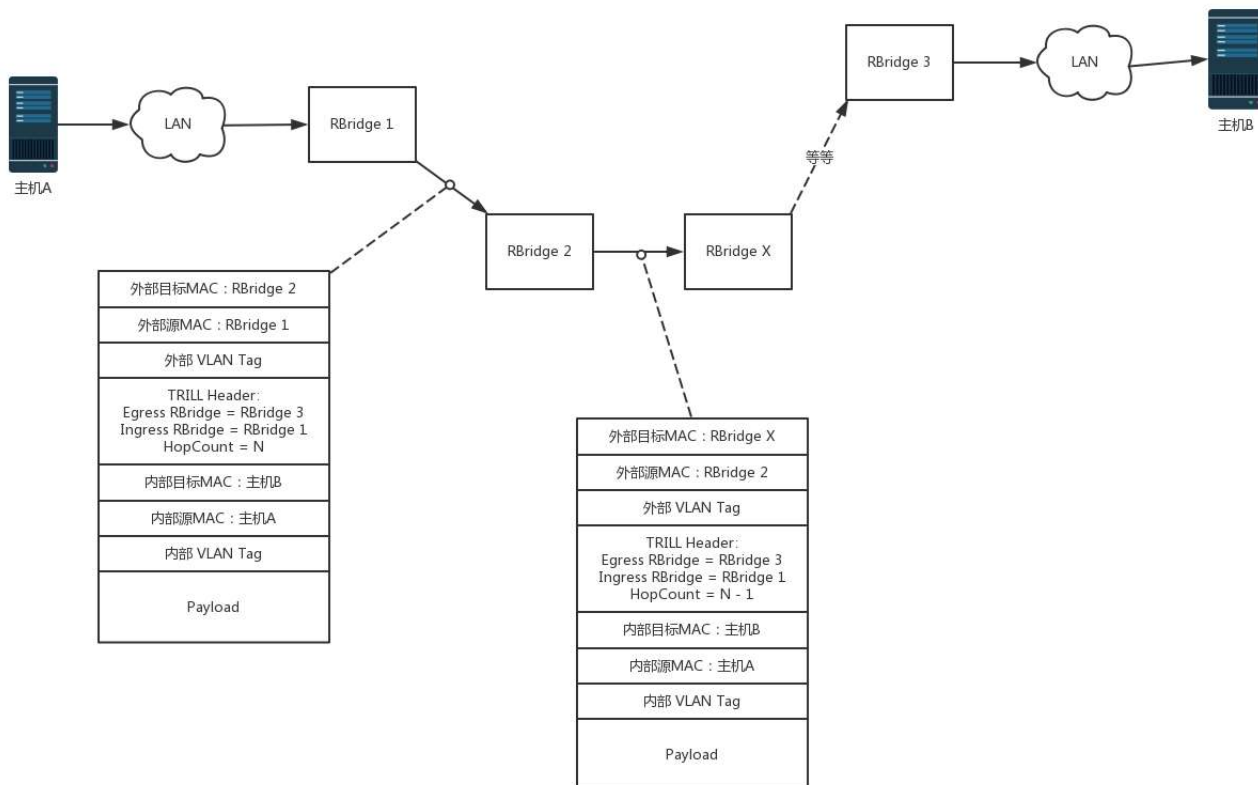 主机A
LAN
RBridge 1
RBridge 2
RBridge X
等等
RBridge 3
LAN
主机B
外部目标MAC：RBridge 2
外部源MAC：RBridge 1
外部 VLAN Tag
TRILL Header:
Egress RBridge = RBridge 3
Ingress RBridge = RBridge 1
HopCount = N
内部目标MAC：主机B
内部源MAC：主机A
内部 VLAN Tag
Payload
外部目标MAC：RBridge X
外部源MAC：RBridge 2
外部 VLAN Tag
TRILL Header:
Egress RBridge = RBridge 3
Ingress RBridge = RBridge 1
HopCount = N - 1
内部目标MAC：主机B
内部源MAC：主机A
内部 VLAN Tag
Payload